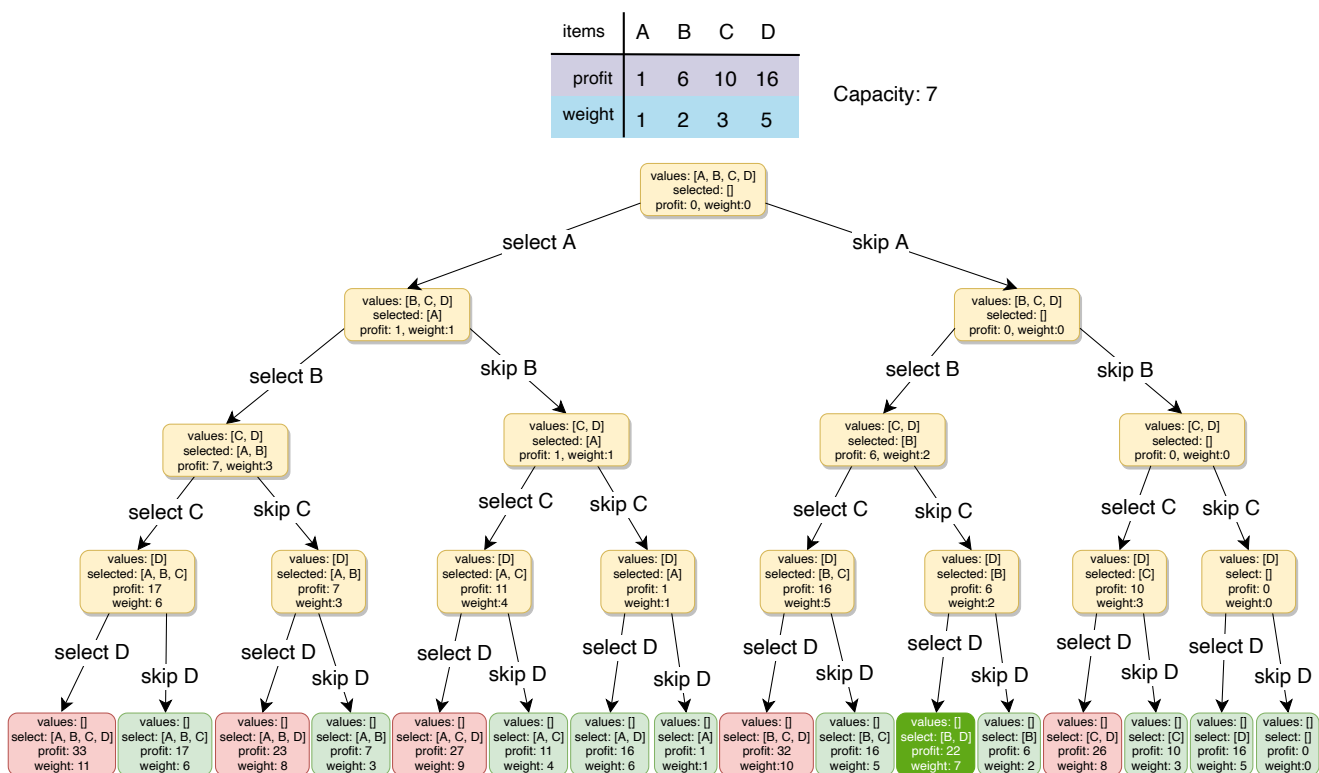 items A B C D
profit 1 6 10 16
weight 1 2 3 5
Capacity: 7
values: [A, B, C, D]
selected: []
profit: 0, weight:0
select A
skip A
values: [B, C, D]
selected: [A]
profit: 1, weight:1
values: [B, C, D]
selected: []
profit: 0, weight:0
select B
skip B
select B
skip B
values: [C, D]
selected: [A, B]
profit: 7, weight:3
values: [C, D]
selected: [A]
profit: 1, weight:1
values: [C, D]
selected: [B]
profit: 6, weight:2
values: [C, D]
selected: []
profit: 0, weight:0
select C
skip C
select C
skip C
select C
skip C
select C
skip C
values: [D]
selected: [A, B, C]
profit: 17
weight: 6
values: [D]
selected: [A, B]
profit: 7
weight:3
values: [D]
selected: [A, C]
profit: 11
weight:4
values: [D]
selected: [A]
profit: 1
weight:1
values: [D]
selected: [B, C]
profit: 16
weight:5
values: [D]
selected: [B]
profit: 6
weight:2
values: [D]
selected: [C]
profit: 10
weight:3
values: [D]
select: []
profit: 0
weight:0
select D
skip D
select D
skip D
select D
skip D
select D
skip D
select D
skip D
select D
skip D
select D
skip D
select D
skip D
values: []
select: [A, B, C, D]
profit: 33
weight: 11
values: []
select: [A, B, C]
profit: 17
weight: 6
values: []
select: [A, B, D]
profit: 23
weight: 8
values: []
select: [A, B]
profit: 7
weight: 3
values: []
select: [A, C, D]
profit: 27
weight: 9
values: []
select: [A, C]
profit: 11
weight: 4
values: []
select: [A, D]
profit: 16
weight: 6
values: []
select: [A]
profit: 1
weight:1
values: []
select: [B, C, D]
profit: 32
weight:10
values: []
select: [B, C]
profit: 16
weight: 5
values: []
select: [B, D]
profit: 22
weight: 7
values: []
select: [B]
profit: 6
weight: 2
values: []
select: [C, D]
profit: 26
weight: 8
values: []
select: [C]
profit: 10
weight: 3
values: []
select: [D]
profit: 16
weight: 5
values: []
select: []
profit: 0
weight:0